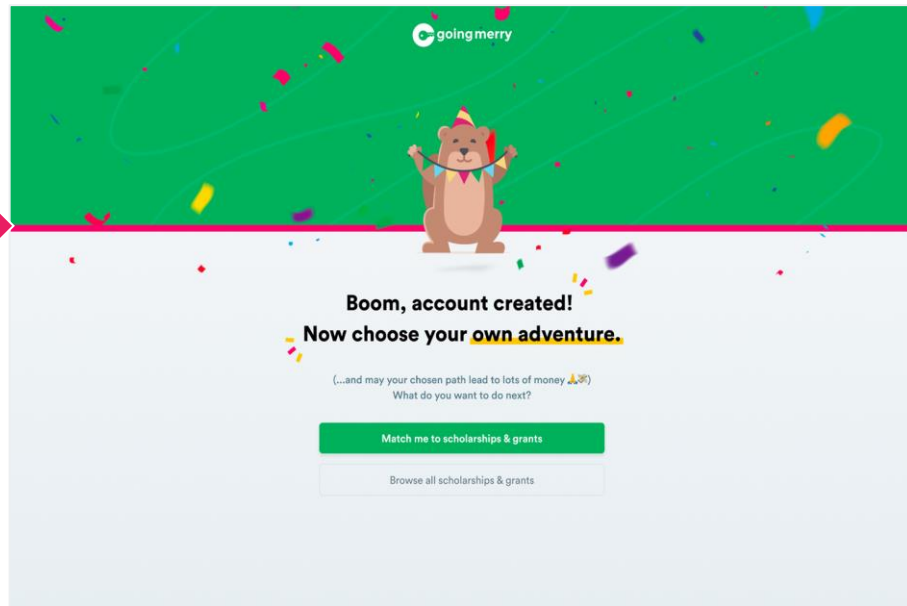 going merry
Boom, account created!
Now choose your own adventure.
(...and may your chosen path lead to lots of money 🙏💸)
What do you want to do next?
Match me to scholarships & grants
Browse all scholarships & grants